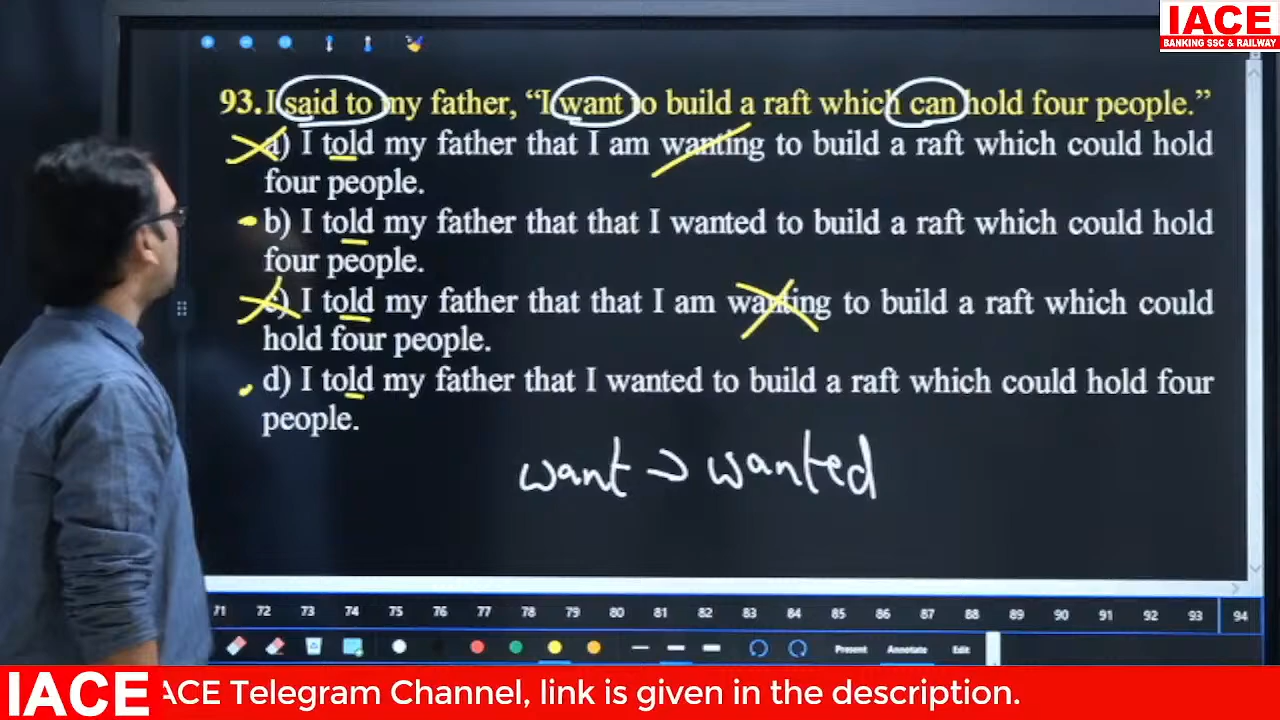 IACE
BANKING SSC & RAILWAY
93. I said to my father, “I want to build a raft which can hold four people.”
a) I told my father that I am wanting to build a raft which could hold
four people.
b) I told my father that that I wanted to build a raft which could hold
four people.
c) I told my father that that I am wanting to build a raft which could
hold four people.
d) I told my father that I wanted to build a raft which could hold four
people.
want → wanted
71 72 73 74 75 76 77 78 79 80 81 82 83 84 85 86 87 88 89 90 91 92 93 94
Present Annotate Edit
IACE ACE Telegram Channel, link is given in the description.